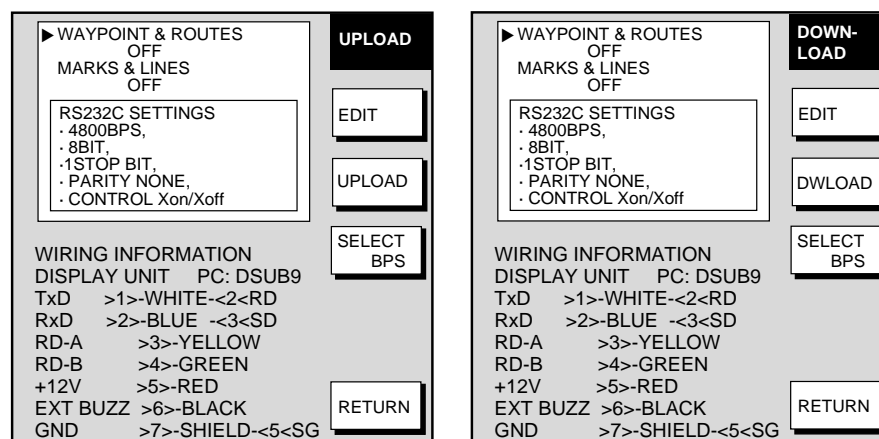 ▶ WAYPOINT & ROUTES
OFF
MARKS & LINES
OFF
RS232C SETTINGS
· 4800BPS,
· 8BIT,
·1STOP BIT,
· PARITY NONE,
· CONTROL Xon/Xoff
WIRING INFORMATION
DISPLAY UNIT PC: DSUB9
TxD >1>-WHITE-<2<RD
RxD >2>-BLUE -<3<SD
RD-A >3>-YELLOW
RD-B >4>-GREEN
+12V >5>-RED
EXT BUZZ >6>-BLACK
GND >7>-SHIELD-<5<SG
UPLOAD
EDIT
UPLOAD
SELECT
BPS
RETURN
▶ WAYPOINT & ROUTES
OFF
MARKS & LINES
OFF
RS232C SETTINGS
· 4800BPS,
· 8BIT,
·1STOP BIT,
· PARITY NONE,
· CONTROL Xon/Xoff
WIRING INFORMATION
DISPLAY UNIT PC: DSUB9
TxD >1>-WHITE-<2<RD
RxD >2>-BLUE -<3<SD
RD-A >3>-YELLOW
RD-B >4>-GREEN
+12V >5>-RED
EXT BUZZ >6>-BLACK
GND >7>-SHIELD-<5<SG
DOWN-
LOAD
EDIT
DWLOAD
SELECT
BPS
RETURN